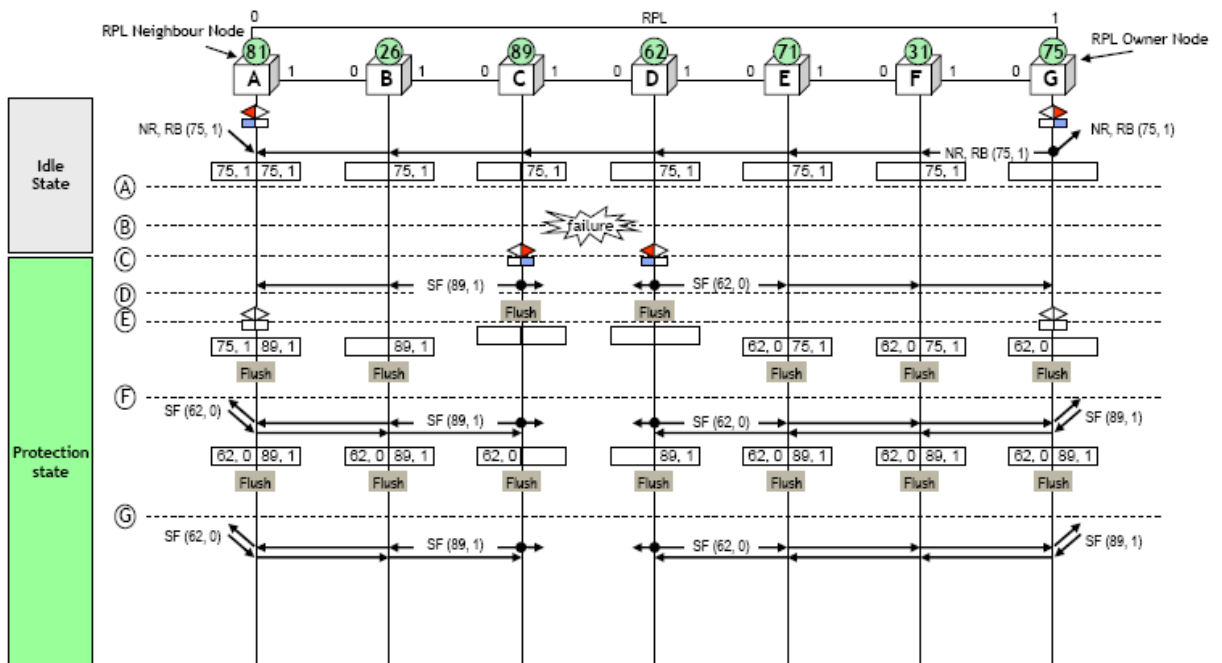 0 RPL 1
RPL Neighbour Node
RPL Owner Node
81 26 89 62 71 31 75
A 1 0 B 1 0 C 1 0 D 1 0 E 1 0 F 1 0 G
NR, RB (75, 1)
NR, RB (75, 1)
NR, RB (75, 1)
Idle State
75, 1 75, 1 75, 1 75, 1 75, 1 75, 1 75, 1
A
B
failure
C
SF (89, 1) SF (62, 0)
D
Flush Flush
E
75, 1 89, 1 89, 1 62, 0 75, 1 62, 0 75, 1 62, 0
Flush Flush Flush Flush Flush
F
SF (62, 0) SF (89, 1) SF (62, 0) SF (89, 1)
Protection state
62, 0 89, 1 62, 0 89, 1 62, 0 89, 1 62, 0 89, 1 62, 0 89, 1 62, 0 89, 1
Flush Flush Flush Flush Flush Flush Flush
G
SF (62, 0) SF (89, 1) SF (62, 0) SF (89, 1)